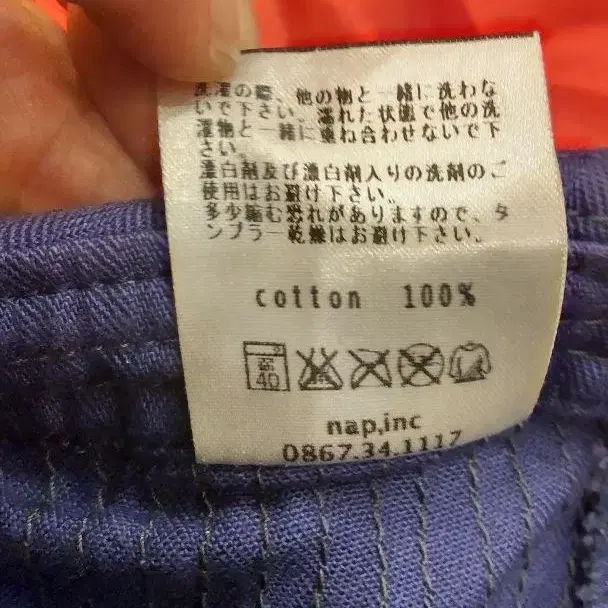 洗濯の際、他の物と一緒に洗わな
いで下さい。濡れた状態で他の洗
濯物と一緒に重ね合わせないで下
さい。
漂白剤及び漂白剤入りの洗剤のご
使用はお避け下さい。
多少縮む恐れがありますので、タ
ンブラー乾燥はお避け下さい。
cotton 100%
40
nap,inc
0867.34.1117